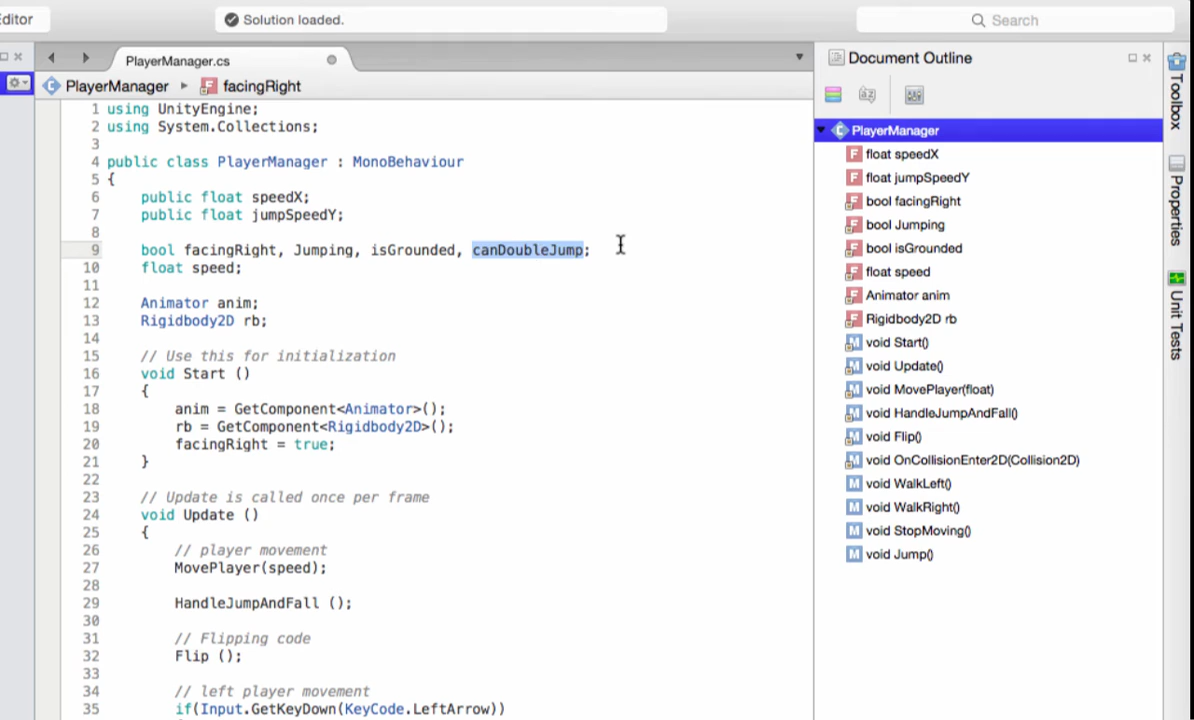 ditor
Solution loaded.
Search
PlayerManager.cs
PlayerManager ▸ facingRight
1 using UnityEngine;
2 using System.Collections;
3
4 public class PlayerManager : MonoBehaviour
5 {
6 public float speedX;
7 public float jumpSpeedY;
8
9 bool facingRight, Jumping, isGrounded, canDoubleJump;
10 float speed;
11
12 Animator anim;
13 Rigidbody2D rb;
14
15 // Use this for initialization
16 void Start ()
17 {
18 anim = GetComponent<Animator>();
19 rb = GetComponent<Rigidbody2D>();
20 facingRight = true;
21 }
22
23 // Update is called once per frame
24 void Update ()
25 {
26 // player movement
27 MovePlayer(speed);
28
29 HandleJumpAndFall ();
30
31 // Flipping code
32 Flip ();
33
34 // left player movement
35 if(Input.GetKeyDown(KeyCode.LeftArrow))
Document Outline
C PlayerManager
F float speedX
F float jumpSpeedY
F bool facingRight
F bool Jumping
F bool isGrounded
F float speed
F Animator anim
F Rigidbody2D rb
M void Start()
M void Update()
M void MovePlayer(float)
M void HandleJumpAndFall()
M void Flip()
M void OnCollisionEnter2D(Collision2D)
M void WalkLeft()
M void WalkRight()
M void StopMoving()
M void Jump()
Toolbox
Properties
Unit Tests